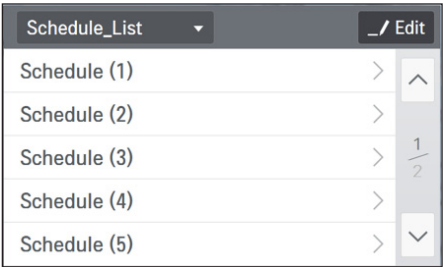 Schedule_List Edit
Schedule (1)
Schedule (2)
Schedule (3)
Schedule (4)
Schedule (5)
1
2